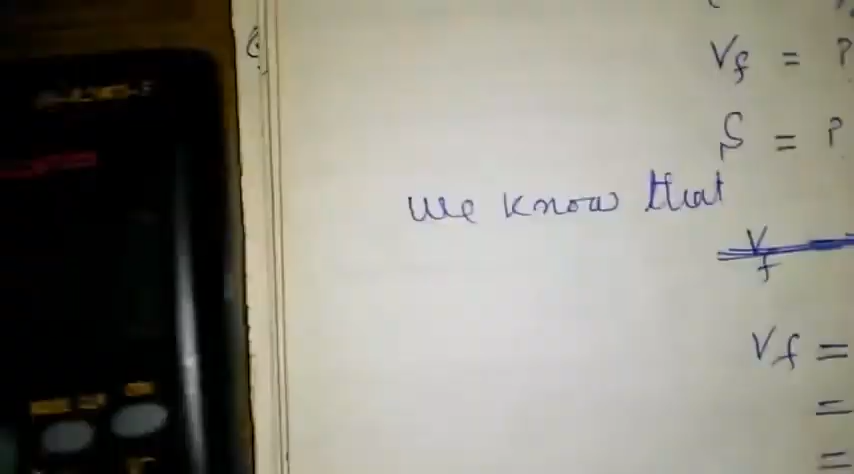 Vf = ?
S = ?
we know that
Vf =
=
=